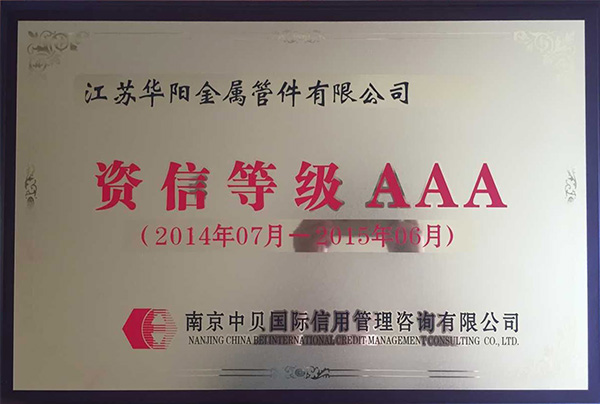 江苏华阳金属管件有限公司
资信等级AAA
(2014年07月—2015年06月)
南京中贝国际信用管理咨询有限公司
NANJING CHINA BEI INTERNATIONAL CREDIT MANAGEMENT CONSULTING CO., LTD.